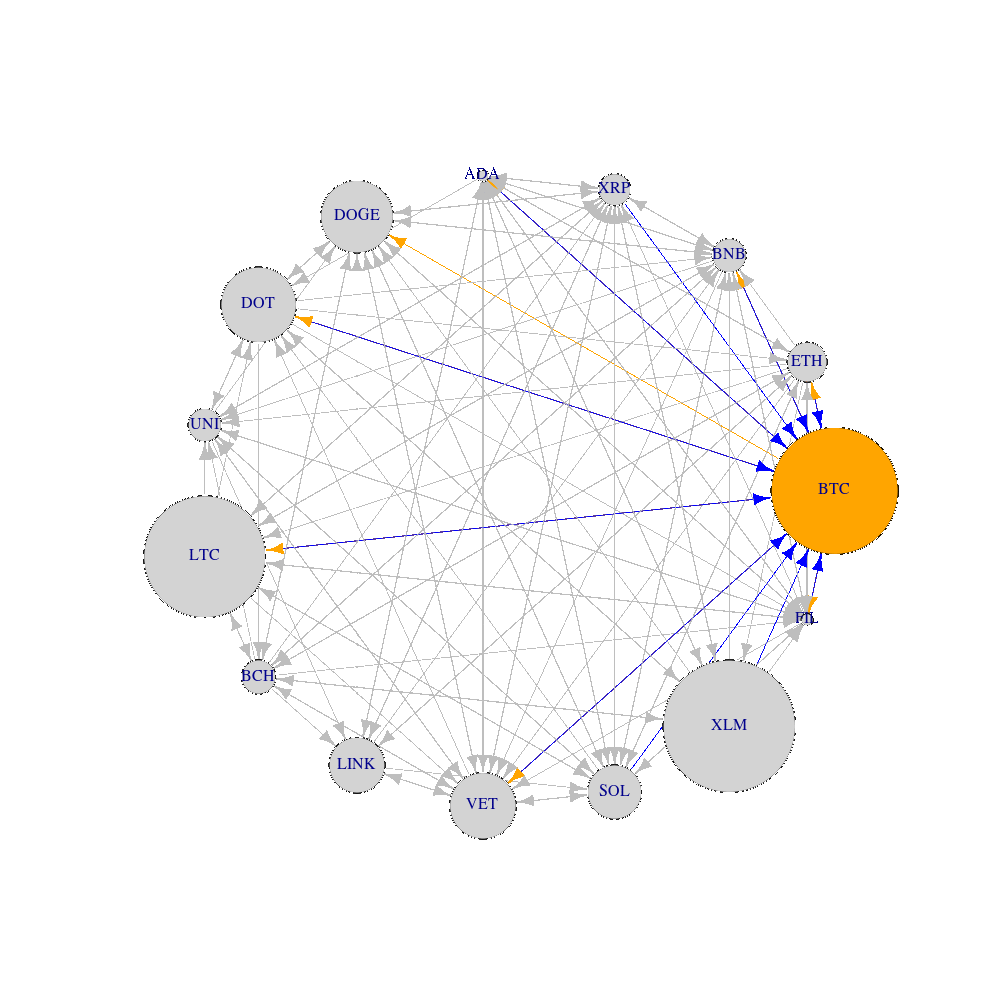 ADA
XRP
DOGE
BNB
DOT
ETH
UNI
BTC
LTC
FIL
BCH
XLM
LINK
SOL
VET